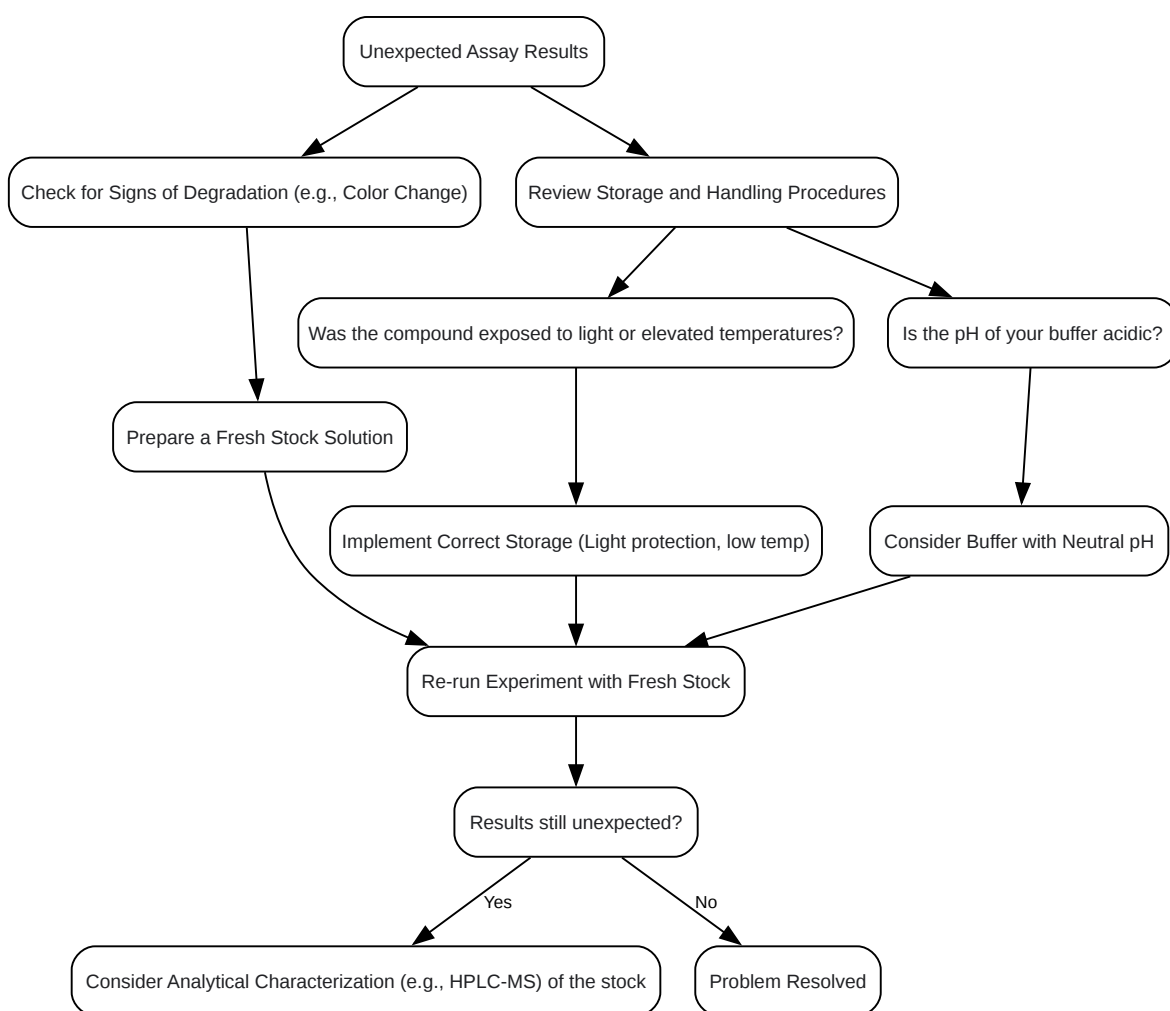 Unexpected Assay Results
Check for Signs of Degradation (e.g., Color Change)
Review Storage and Handling Procedures
Was the compound exposed to light or elevated temperatures?
Is the pH of your buffer acidic?
Prepare a Fresh Stock Solution
Implement Correct Storage (Light protection, low temp)
Consider Buffer with Neutral pH
Re-run Experiment with Fresh Stock
Results still unexpected?
Yes
No
Consider Analytical Characterization (e.g., HPLC-MS) of the stock
Problem Resolved